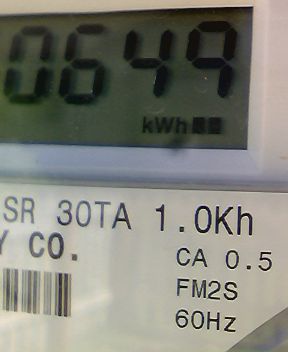 0649
kWh
SR 30TA 1.0Kh
Y CO.
CA 0.5
FM2S
60Hz